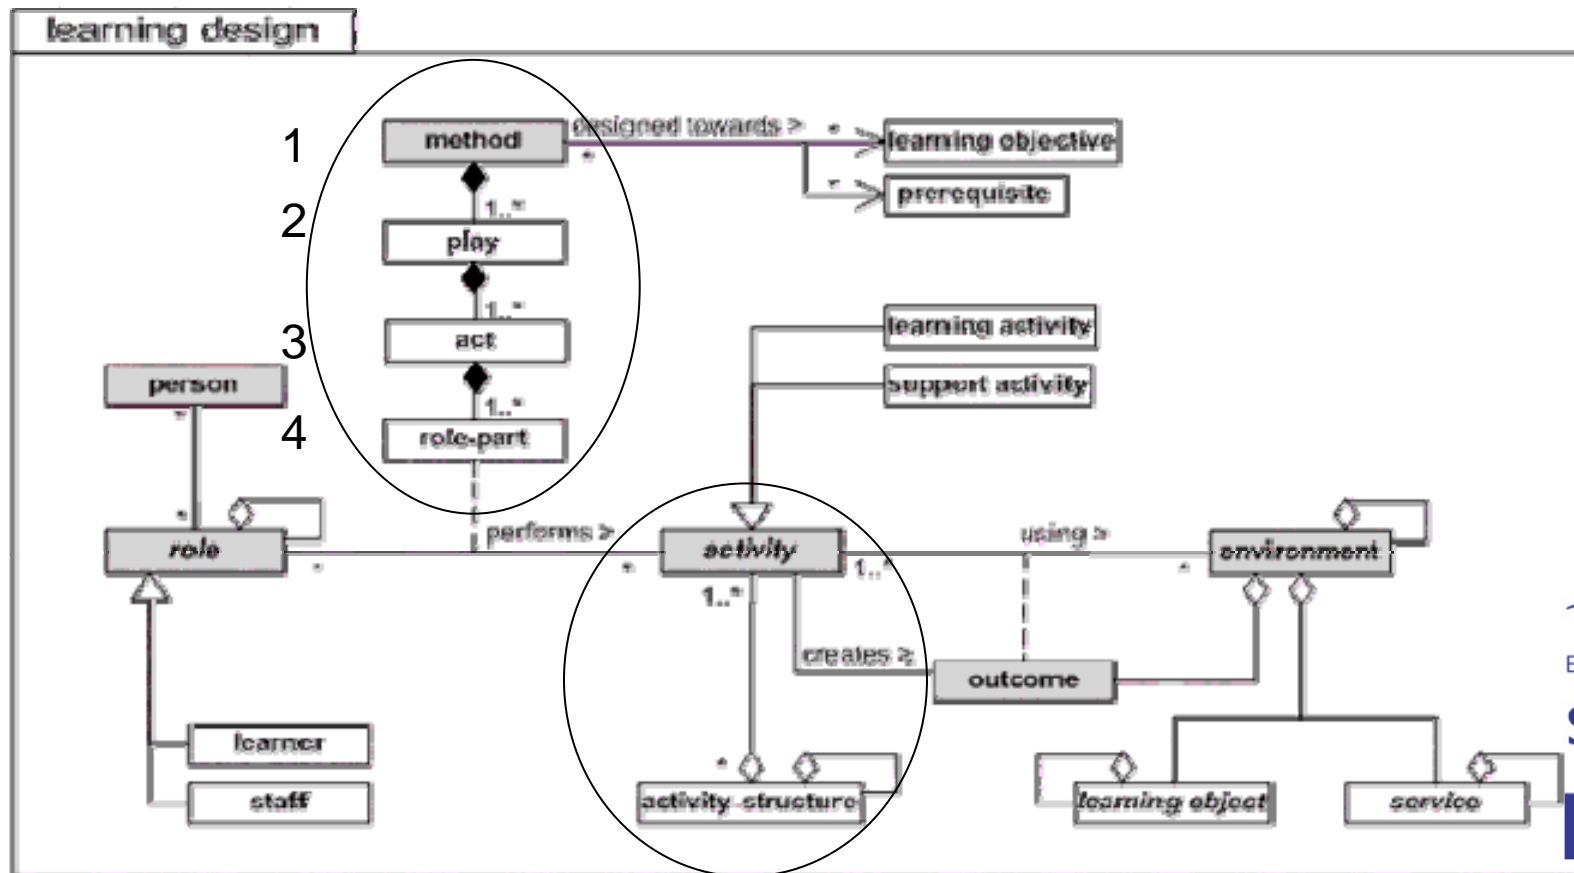 learning design
1
method
designed towards >
*
*
learning objective
2
1..*
*
prerequisite
play
1..*
learning activity
3
act
person
support activity
*
1..*
4
role-part
*
performs >
using >
role
activity
environment
*
*
1..*
*
1..*
creates >
outcome
learner
*
staff
activity-structure
learning object
service